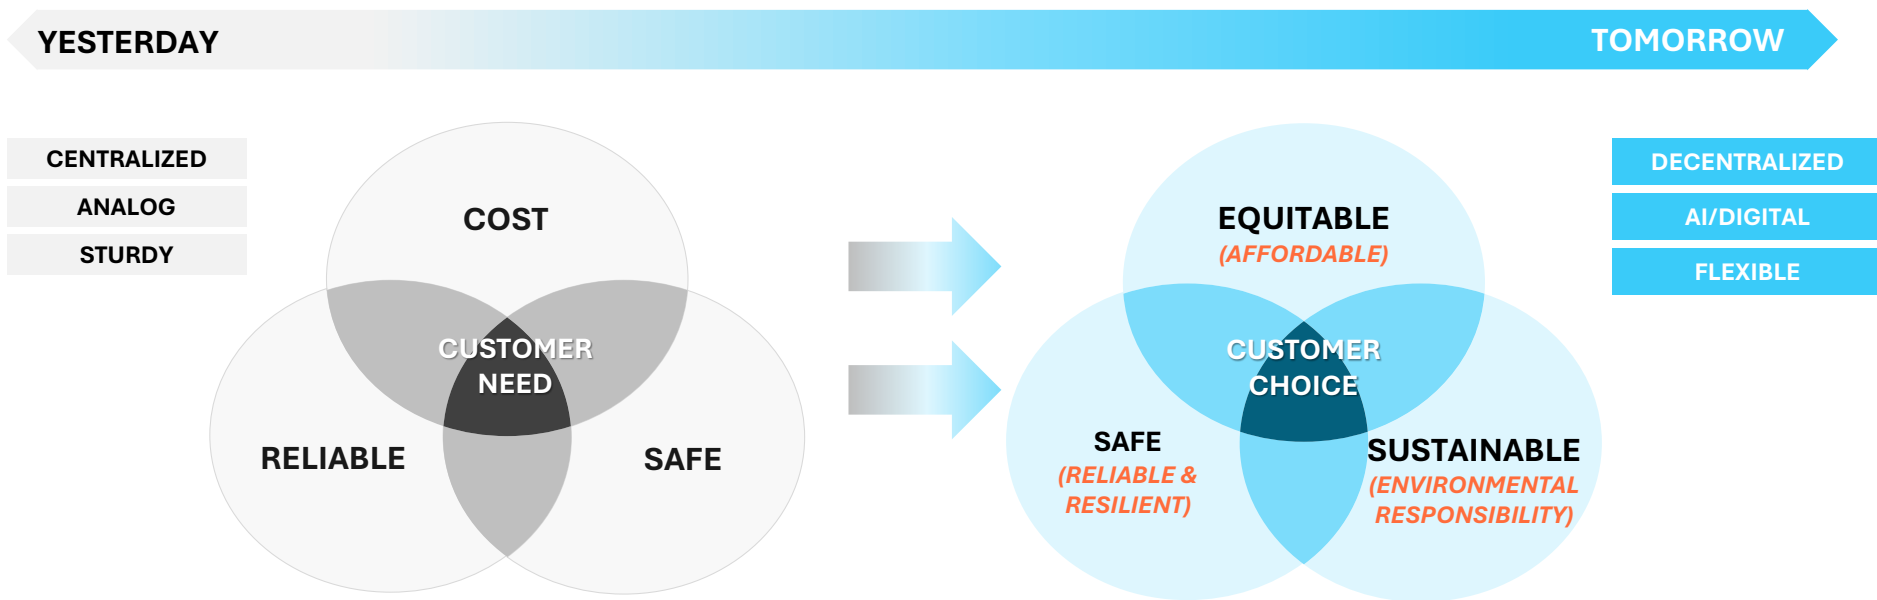 YESTERDAY
TOMORROW
CENTRALIZED
ANALOG
STURDY
COST
CUSTOMER
NEED
RELIABLE
SAFE
EQUITABLE
(AFFORDABLE)
CUSTOMER
CHOICE
SAFE
(RELIABLE &
RESILIENT)
SUSTAINABLE
(ENVIRONMENTAL
RESPONSIBILITY)
DECENTRALIZED
AI/DIGITAL
FLEXIBLE